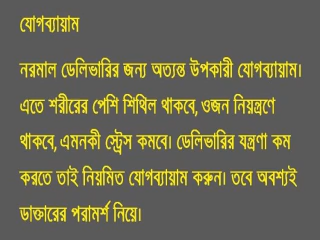 যোগব্যায়াম
নরমাল ডেলিভারির জন্য অত্যন্ত উপকারী যোগব্যায়াম।
এতে শরীরের পেশি শিথিল থাকবে, ওজন নিয়ন্ত্রণে
থাকবে, এমনকী স্ট্রেস কমবে। ডেলিভারির যন্ত্রণা কম
করতে তাই নিয়মিত যোগব্যায়াম করুন। তবে অবশ্যই
ডাক্তারের পরামর্শ নিয়ে।